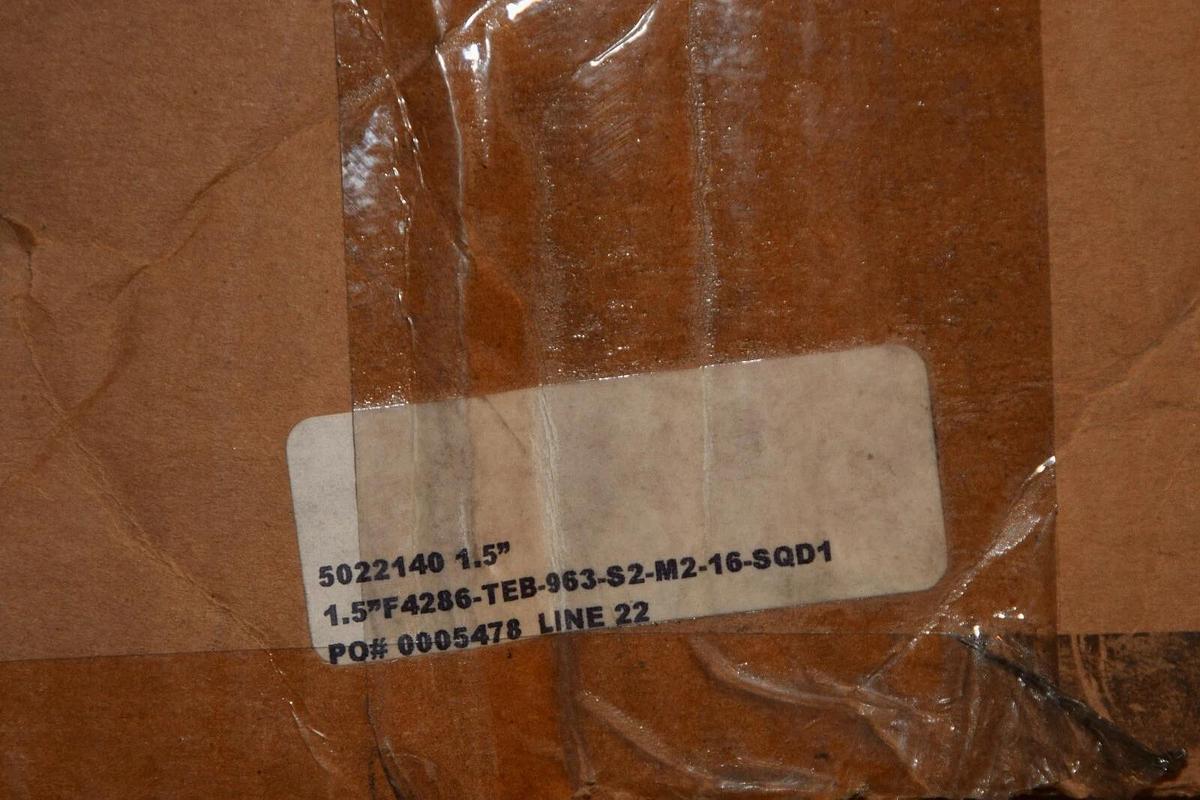 5022140 1.5”
1.5”F4286-TEB-963-S2-M2-16-SQD1
PO# 0005478 LINE 22